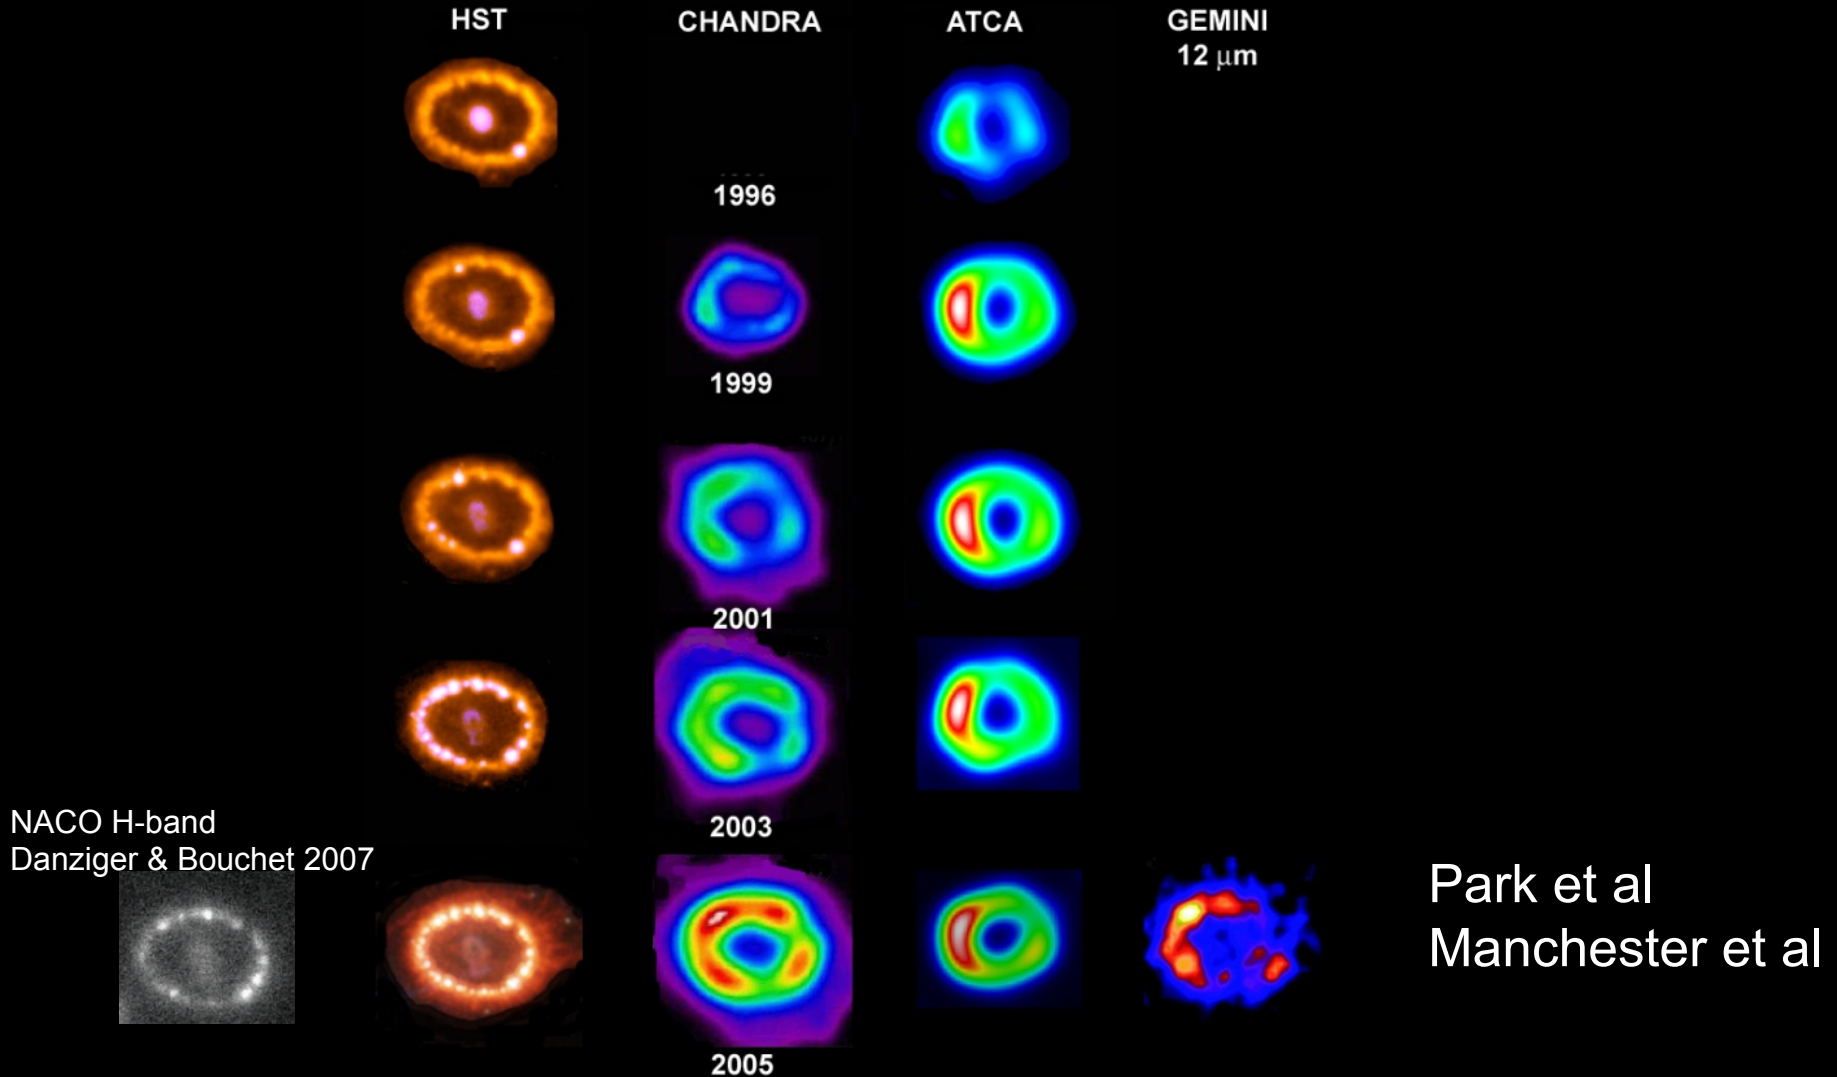 HST
CHANDRA
ATCA
GEMINI
12 μm
1996
1999
2001
2003
NACO H-band
Danziger & Bouchet 2007
Park et al
Manchester et al
2005